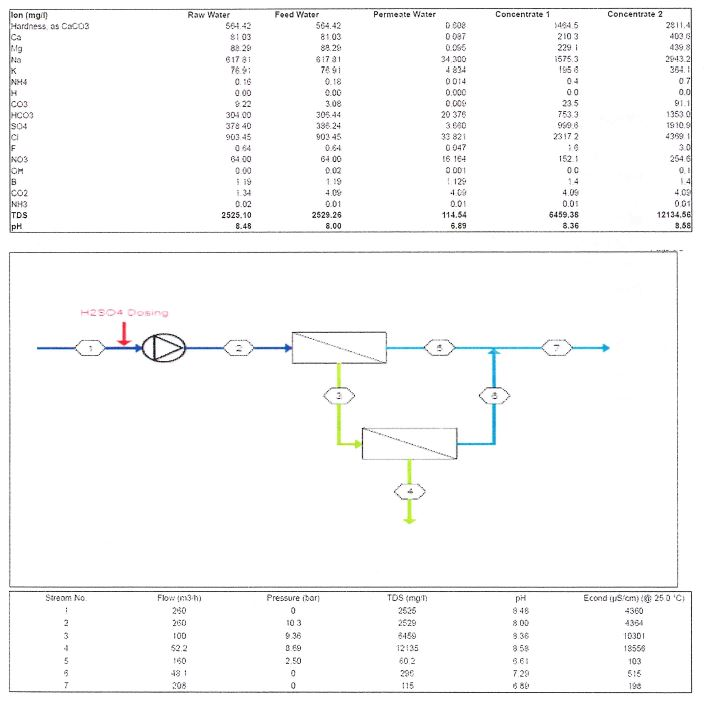 Ion (mg/l) Raw Water Feed Water Permeate Water Concentrate 1 Concentrate 2
Hardness, as CaCO3 564.42 564.42 0.608 1464.5 2811.4
Ca 81.03 81.03 0.087 210.3 403.6
Mg 88.29 88.29 0.095 229.1 439.8
Na 617.81 617.81 34.300 1575.3 2943.2
K 76.91 76.91 4.834 195.6 364.1
NH4 0.16 0.16 0.014 0.4 0.7
H 0.00 0.00 0.000 0.0 0.0
CO3 9.22 3.08 0.009 23.5 91.1
HCO3 304.00 305.44 20.376 753.3 1353.0
SO4 378.40 386.24 3.660 999.6 1910.9
Cl 903.45 903.45 33.821 2317.2 4369.1
F 0.64 0.64 0.047 1.6 3.0
NO3 64.00 64.00 16.164 152.1 254.6
OH 0.00 0.02 0.001 0.0 0.1
B 1.19 1.19 1.129 1.4 1.4
CO2 1.34 4.09 4.09 4.09 4.09
NH3 0.02 0.01 0.01 0.01 0.01
TDS 2525.10 2529.26 114.54 6459.38 12134.56
pH 8.48 8.00 6.89 8.36 8.58
H2SO4 Dosing
1 2 5 7
3 6
4
Stream No. Flow (m3/h) Pressure (bar) TDS (mg/l) pH Econd (µS/cm) (@ 25.0 °C)
1 260 0 2525 8.48 4360
2 260 10.3 2529 8.00 4364
3 100 9.36 6459 8.36 10301
4 52.2 8.69 12135 8.58 18556
5 160 2.50 60.2 6.61 103
6 48.1 0 296 7.29 515
7 208 0 115 6.89 198